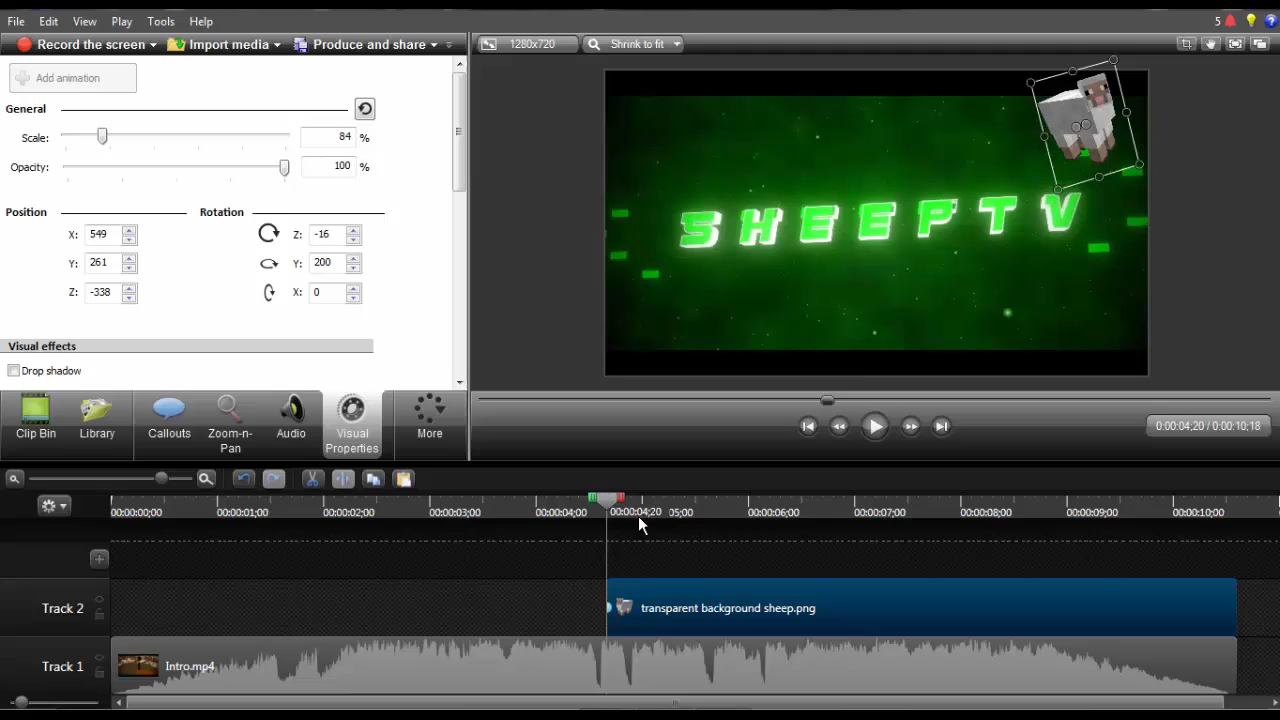 File Edit View Play Tools Help 5
Record the screen Import media Produce and share 1280x720 Shrink to fit
Add animation
General
Scale: 84 %
Opacity: 100 %
Position Rotation
X: 549 Z: -16
Y: 261 Y: 200
Z: -338 X: 0
Visual effects
Drop shadow
SHEEPTV
Clip Bin Library Callouts Zoom-n-Pan Audio Visual Properties More
0:00:04;20 / 0:00:10;18
00:00:00;00 00:00:01;00 00:00:02;00 00:00:03;00 00:00:04;00 00:00:04;20 05;00 00:00:06;00 00:00:07;00 00:00:08;00 00:00:09;00 00:00:10;00
Track 2 transparent background sheep.png
Track 1 Intro.mp4